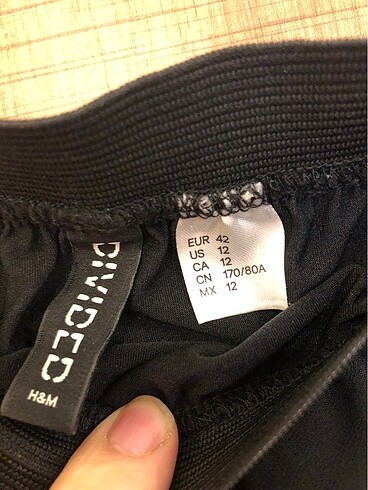 DIVIDED
H&M
EUR 42
US 12
CA 12
CN 170/80A
MX 12